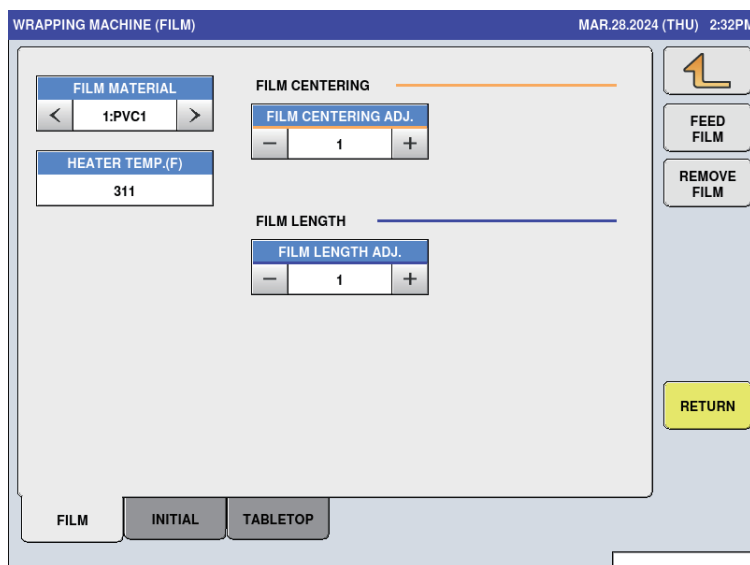 WRAPPING MACHINE (FILM)
MAR.28.2024 (THU) 2:32PM
FILM MATERIAL
< 1:PVC1 >
HEATER TEMP.(F)
311
FILM CENTERING
FILM CENTERING ADJ.
− 1 +
FILM LENGTH
FILM LENGTH ADJ.
− 1 +
FEED
FILM
REMOVE
FILM
RETURN
FILM
INITIAL
TABLETOP